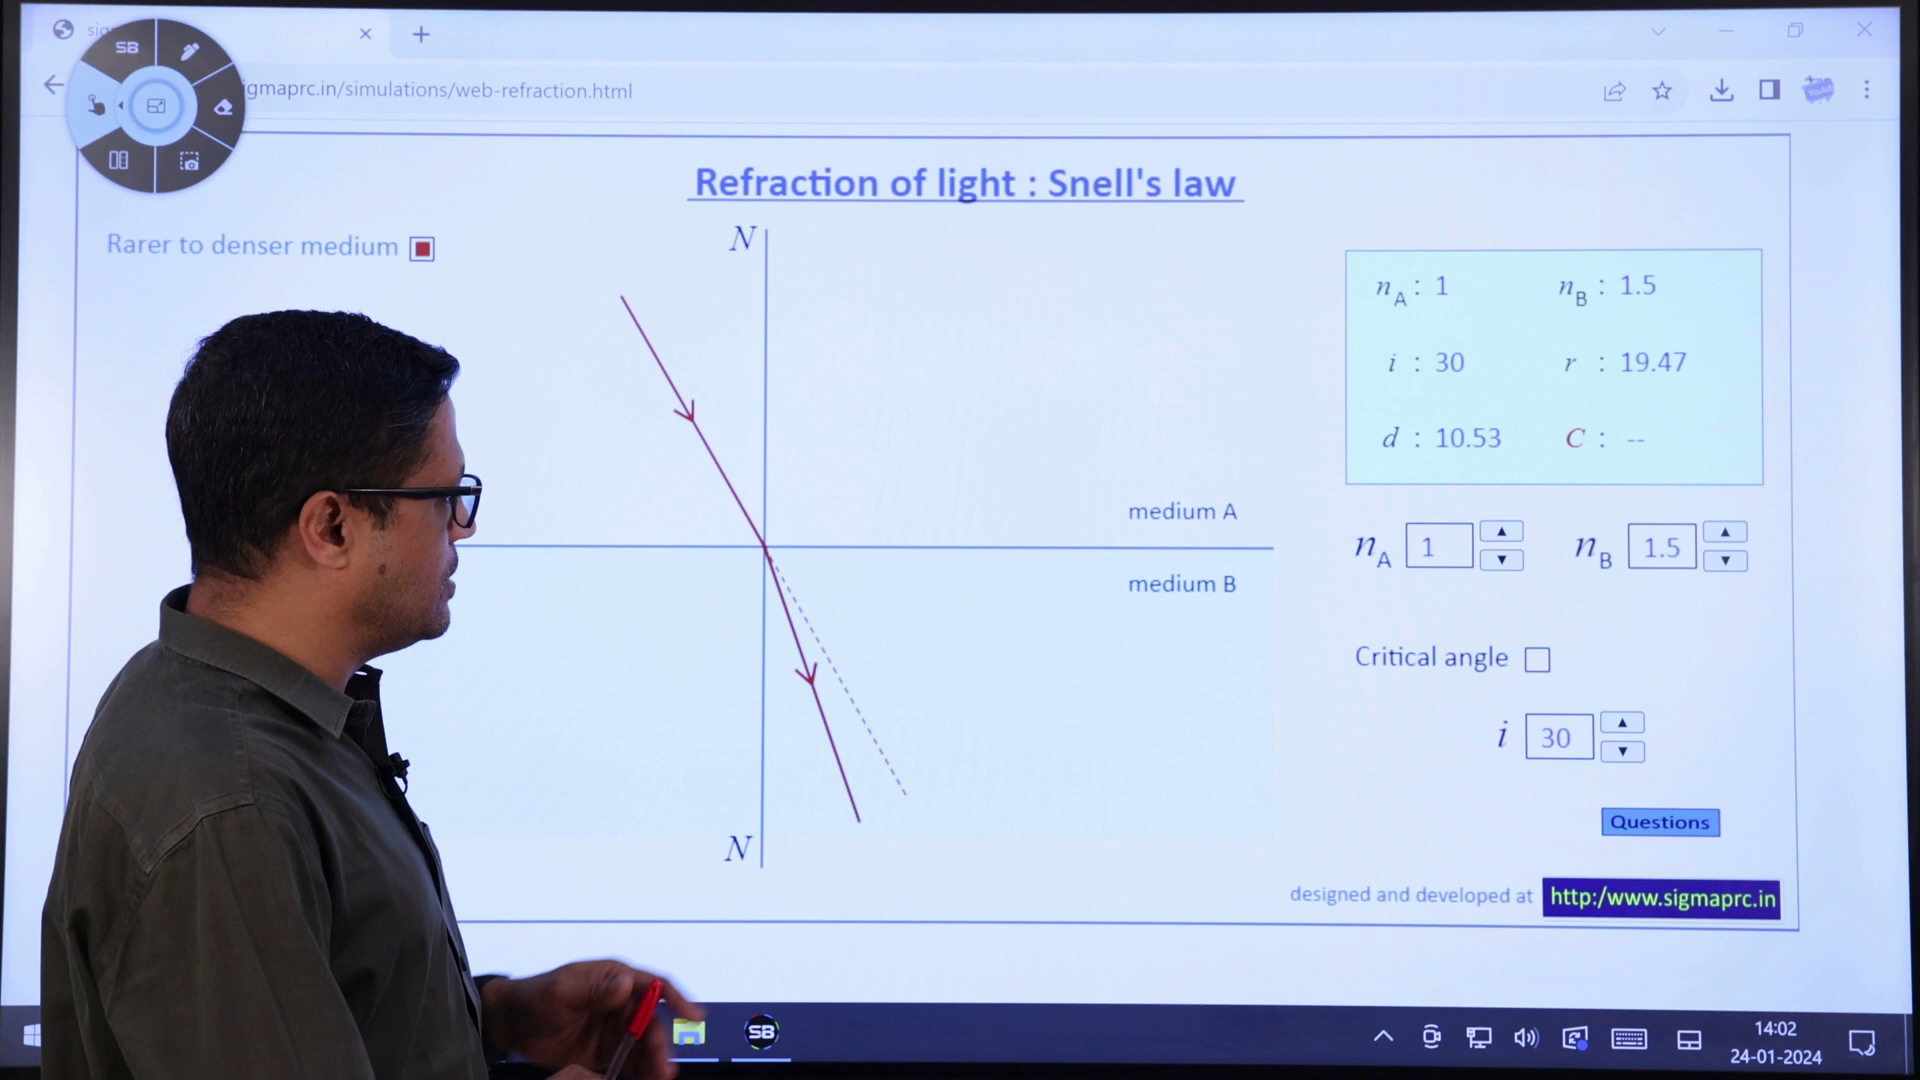 SB
sig
igmaprc.in/simulations/web-refraction.html
Refraction of light : Snell's law
Rarer to denser medium
N
nA : 1
nB : 1.5
i : 30
r : 19.47
d : 10.53
C : --
medium A
medium B
nA 1
nB 1.5
Critical angle
i 30
N
Questions
designed and developed at http:/www.sigmaprc.in
SB
14:02
24-01-2024